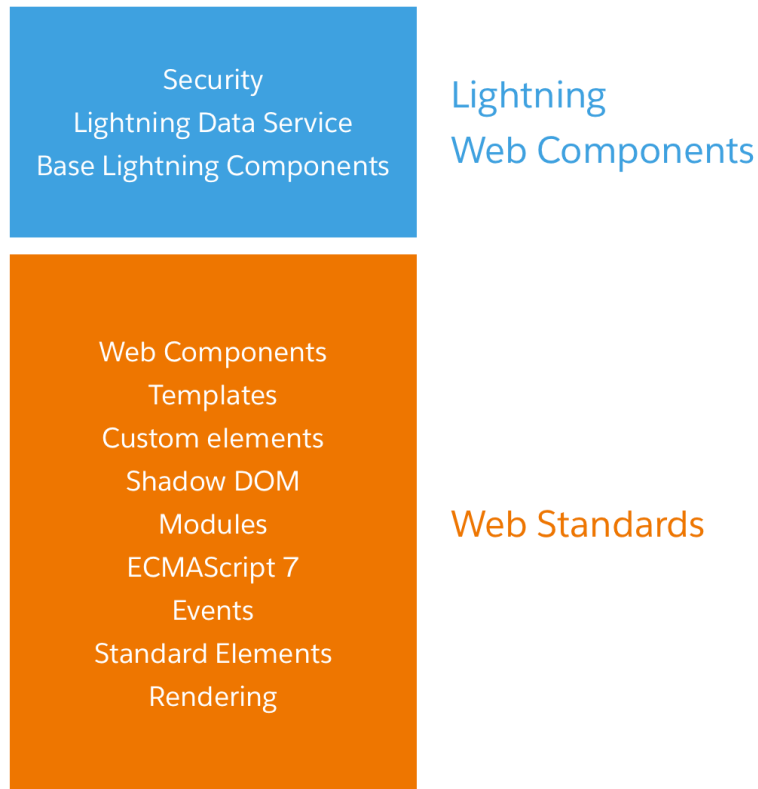 Security
Lightning Data Service
Base Lightning Components
Lightning
Web Components
Web Components
Templates
Custom elements
Shadow DOM
Modules
ECMAScript 7
Events
Standard Elements
Rendering
Web Standards